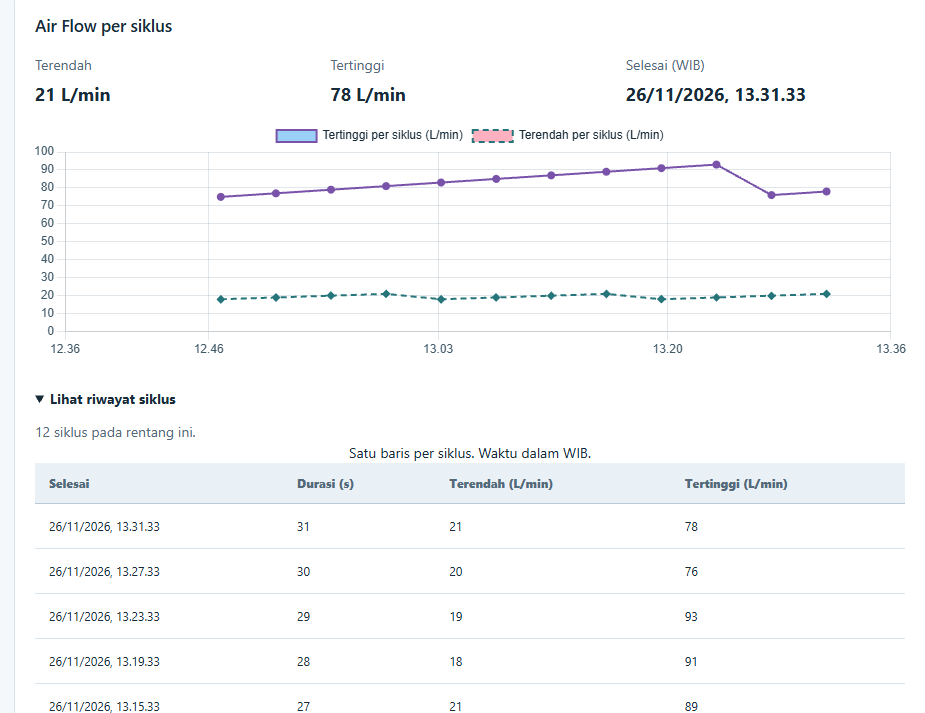 Air Flow per siklus
Terendah Tertinggi Selesai (WIB)
21 L/min 78 L/min 26/11/2026, 13.31.33
Tertinggi per siklus (L/min) Terendah per siklus (L/min)
100
90
80
70
60
50
40
30
20
10
0
12.36 12.46 13.03 13.20 13.36
▼ Lihat riwayat siklus
12 siklus pada rentang ini.
Satu baris per siklus. Waktu dalam WIB.
Selesai Durasi (s) Terendah (L/min) Tertinggi (L/min)
26/11/2026, 13.31.33 31 21 78
26/11/2026, 13.27.33 30 20 76
26/11/2026, 13.23.33 29 19 93
26/11/2026, 13.19.33 28 18 91
26/11/2026, 13.15.33 27 21 89